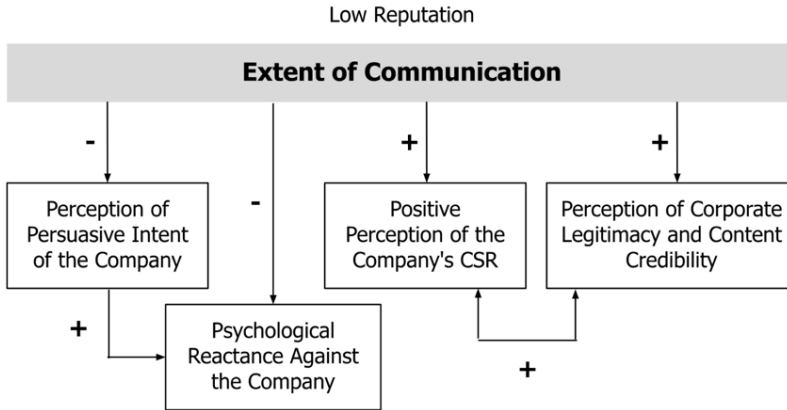 Low Reputation
Extent of Communication
-
-
+
+
Perception of
Persuasive Intent
of the Company
Positive
Perception of the
Company's CSR
Perception of Corporate
Legitimacy and Content
Credibility
+
Psychological
Reactance Against
the Company
+